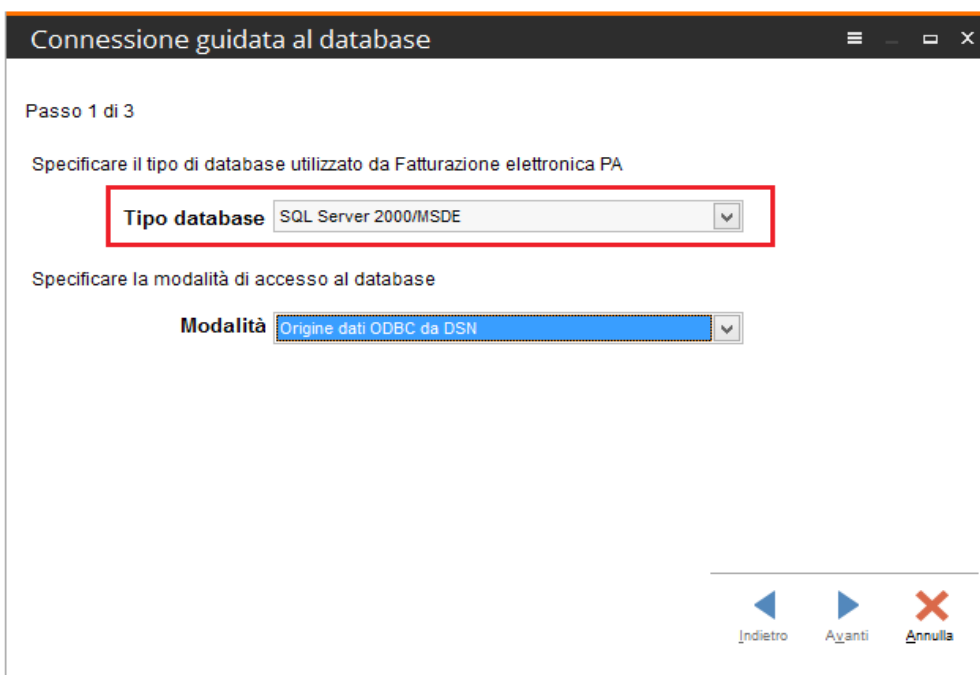 Connessione guidata al database
Passo 1 di 3
Specificare il tipo di database utilizzato da Fatturazione elettronica PA
Tipo database SQL Server 2000/MSDE
Specificare la modalità di accesso al database
Modalità Origine dati ODBC da DSN
Indietro Avanti Annulla